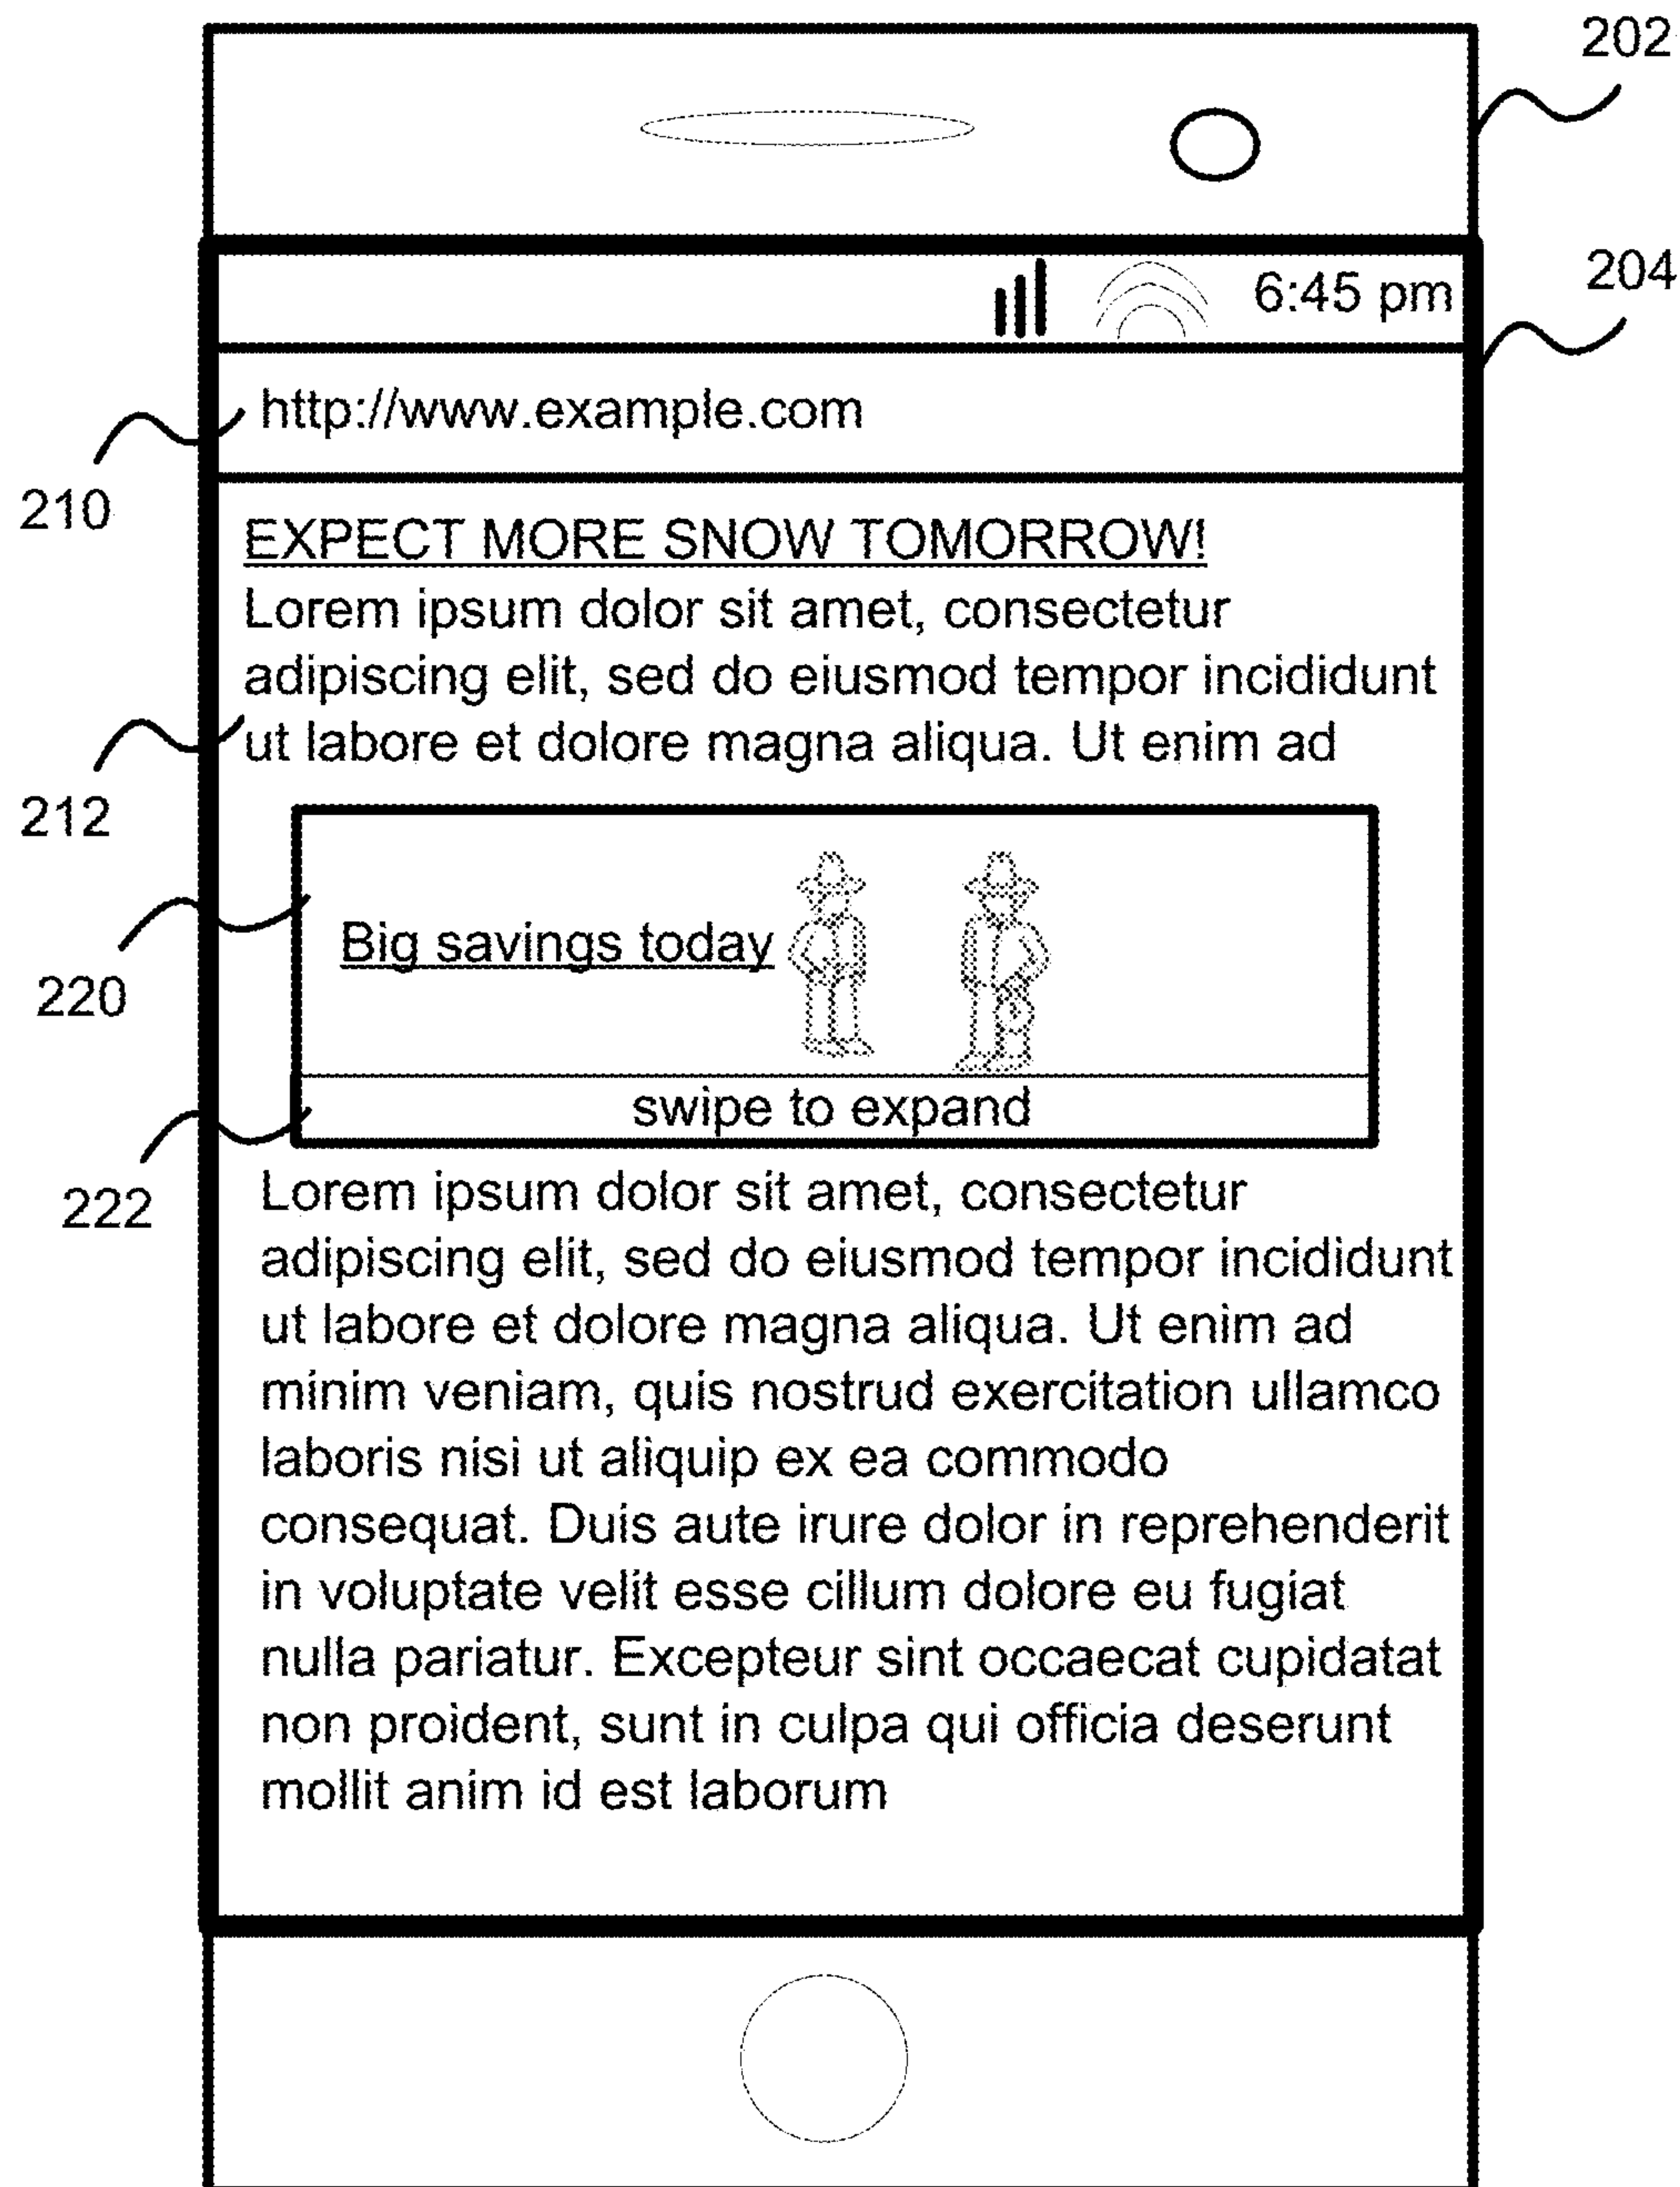 202
6:45 pm
204
http://www.example.com
210
EXPECT MORE SNOW TOMORROW!
Lorem ipsum dolor sit amet, consectetur
adipiscing elit, sed do eiusmod tempor incididunt
ut labore et dolore magna aliqua. Ut enim ad
212
Big savings today
220
swipe to expand
222
Lorem ipsum dolor sit amet, consectetur
adipiscing elit, sed do eiusmod tempor incididunt
ut labore et dolore magna aliqua. Ut enim ad
minim veniam, quis nostrud exercitation ullamco
laboris nisi ut aliquip ex ea commodo
consequat. Duis aute irure dolor in reprehenderit
in voluptate velit esse cillum dolore eu fugiat
nulla pariatur. Excepteur sint occaecat cupidatat
non proident, sunt in culpa qui officia deserunt
mollit anim id est laborum